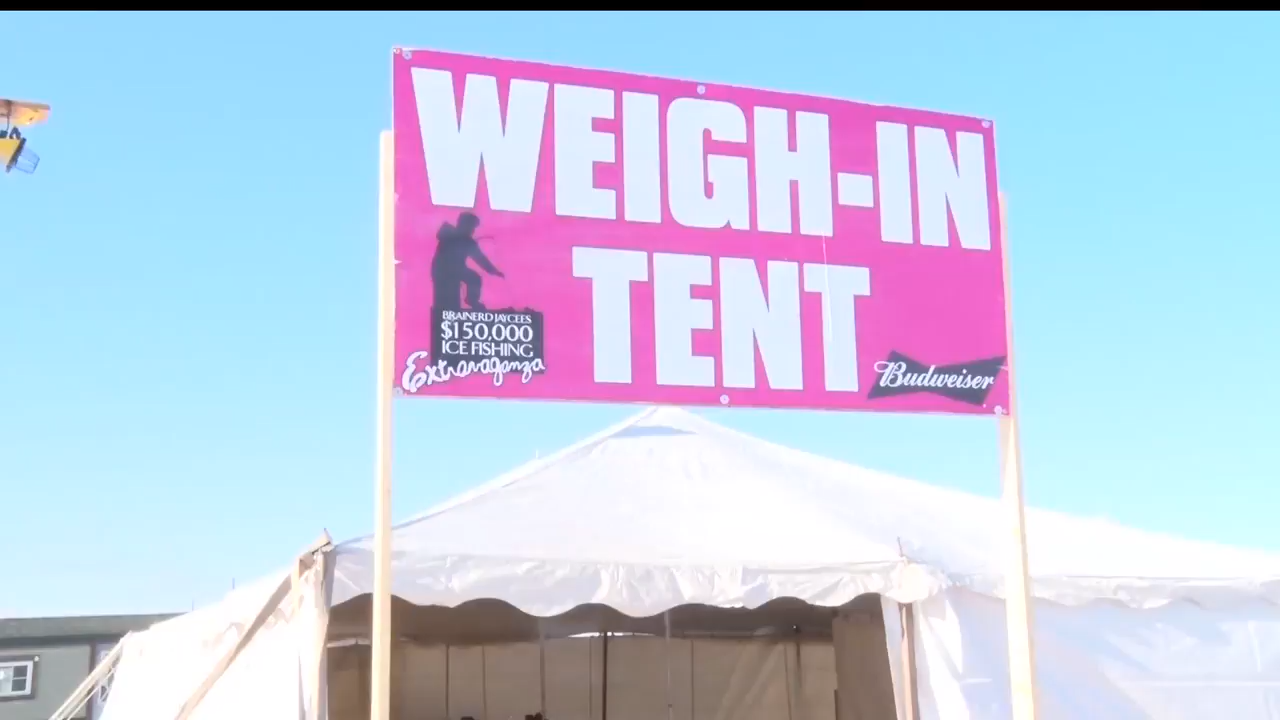 WEIGH-IN
TENT
BRAINERD JAYCEES
$150,000
ICE FISHING
Extravaganza
Budweiser